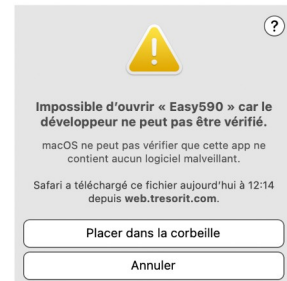 ?
Impossible d'ouvrir « Easy590 » car le
développeur ne peut pas être vérifié.
macOS ne peut pas vérifier que cette app ne
contient aucun logiciel malveillant.
Safari a téléchargé ce fichier aujourd'hui à 12:14
depuis web.tresorit.com.
Placer dans la corbeille
Annuler